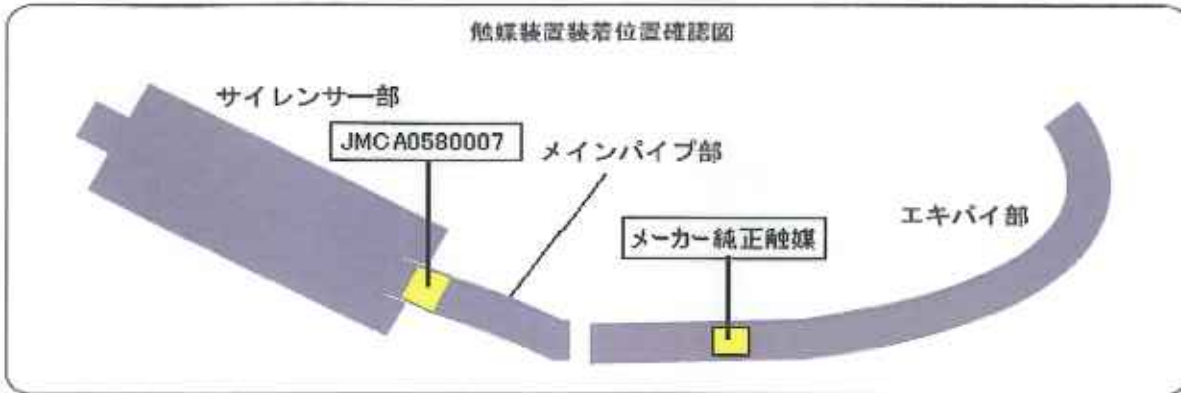 触媒装置装着位置確認図
サイレンサー部
JMCA0580007
メインパイプ部
エキパイ部
メーカー純正触媒